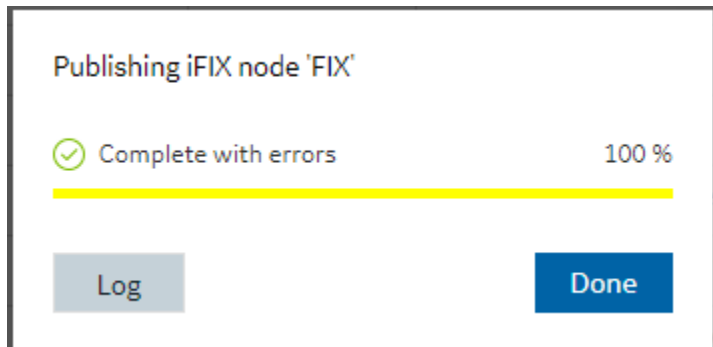 Publishing iFIX node 'FIX'
Complete with errors 100 %
Log Done